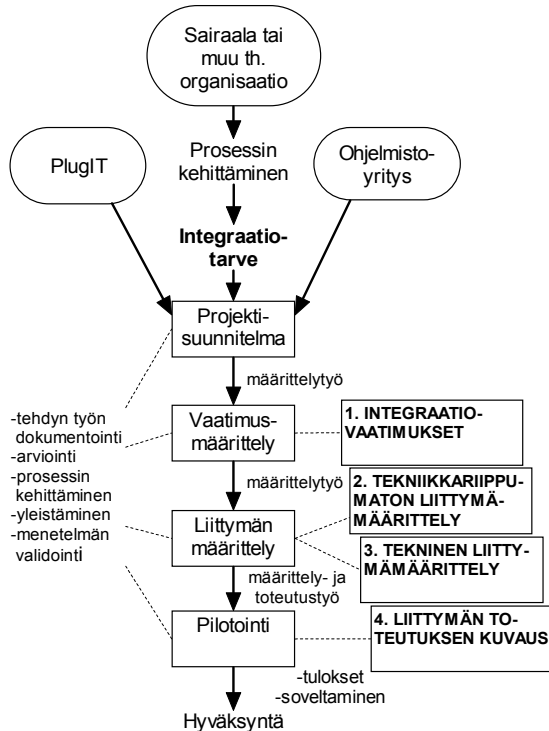 Sairaala tai
muu th.
organisaatio
PlugIT
Prosessin
kehittäminen
Ohjelmisto-
yritys
Integraatio-
tarve
Projekti-
suunnitelma
määrittelytyö
-tehdyn työn
dokumentointi
-arviointi
-prosessin
kehittäminen
-yleistäminen
-menetelmän
validointi
Vaatimus-
määrittely
1. INTEGRAATIO-
VAATIMUKSET
määrittelytyö
2. TEKNIIKKARIIPPU-
MATON LIITTYMÄ-
MÄÄRITTELY
Liittymän
määrittely
3. TEKNINEN LIITTY-
MÄMÄÄRITTELY
määrittely- ja
toteutustyö
Pilotointi
4. LIITTYMÄN TO-
TEUTUKSEN KUVAUS
-tulokset
-soveltaminen
Hyväksyntä